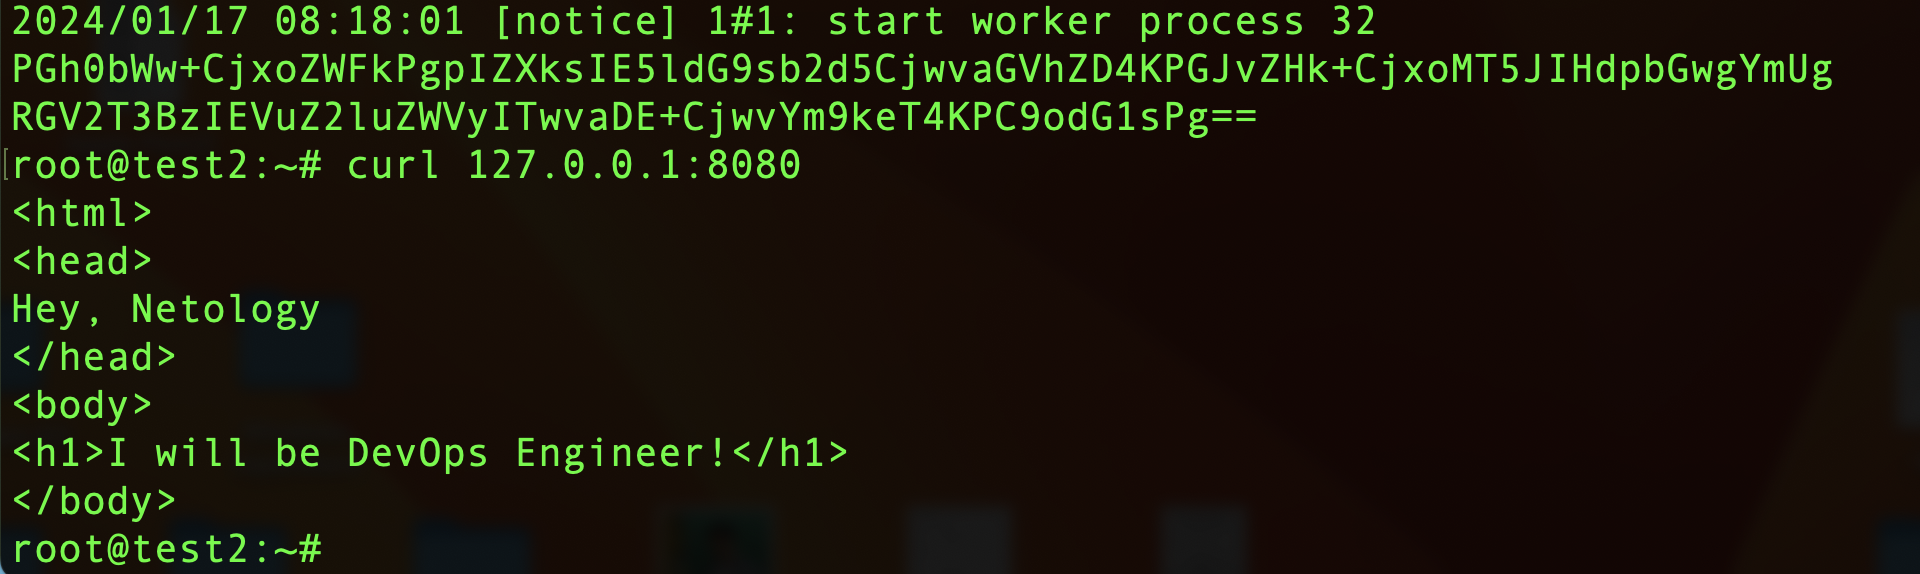 2024/01/17 08:18:01 [notice] 1#1: start worker process 32
PGh0bWw+CjxoZWFkPgpIZXksIE5ldG9sb2d5CjwvaGVhZD4KPGJvZHk+CjxoMT5JIHdpbGwgYmUg
RGV2T3BzIEVuZ2luZWVyITwvaDE+CjwvYm9keT4KPC9odG1sPg==
[root@test2:~# curl 127.0.0.1:8080
<html>
<head>
Hey, Netology
</head>
<body>
<h1>I will be DevOps Engineer!</h1>
</body>
root@test2:~#